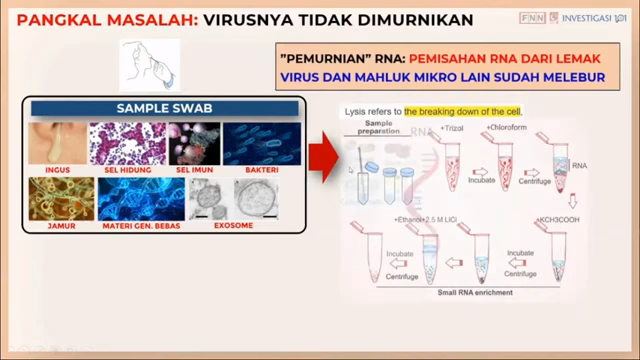 PANGKAL MASALAH: VIRUSNYA TIDAK DIMURNIKAN
FNN
INVESTIGASI 101
"PEMURNIAN" RNA: PEMISAHAN RNA DARI LEMAK
VIRUS DAN MAHLUK MIKRO LAIN SUDAH MELEBUR
SAMPLE SWAB
INGUS
SEL HIDUNG
SEL IMUN
BAKTERI
JAMUR
MATERI GEN. BEBAS
EXOSOME
Lysis refers to the breaking down of the cell,
Sample
preparation
RNA
+Trizol
+Chloroform
Incubate
Centrifuge
RNA
+KCH3COOH
+Ethanol+2.5 M LiCl
Incubate
Centrifuge
Incubate
Centrifuge
Small RNA enrichment